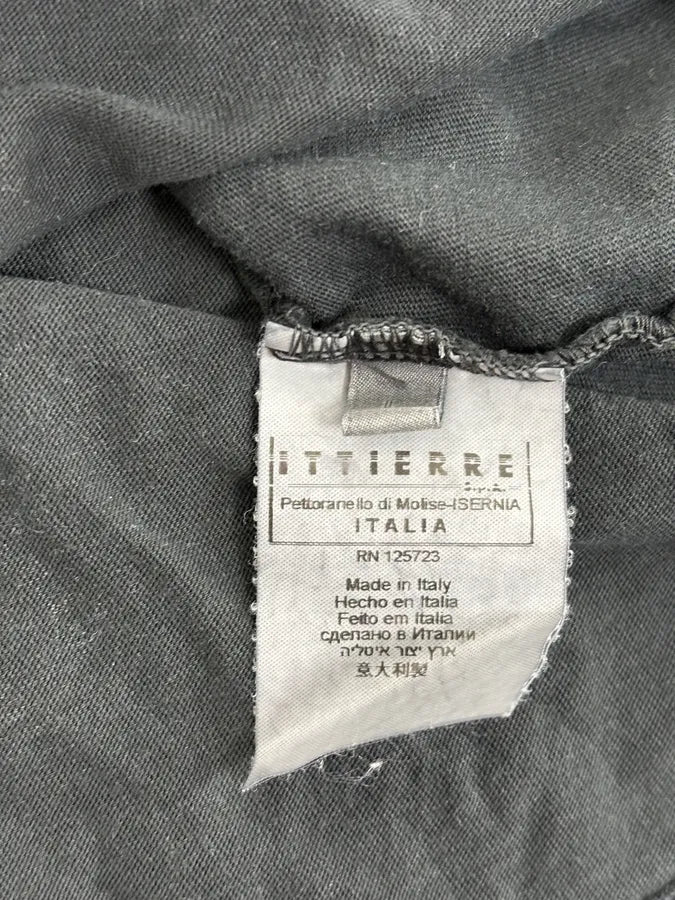 ITTIERRE
S.p.A.
Pettoranello di Molise-ISERNIA
ITALIA
RN 125723
Made in Italy
Hecho en Italia
Feito em Italia
сделано в Италии
ארץ יצור איטליה
意大利製